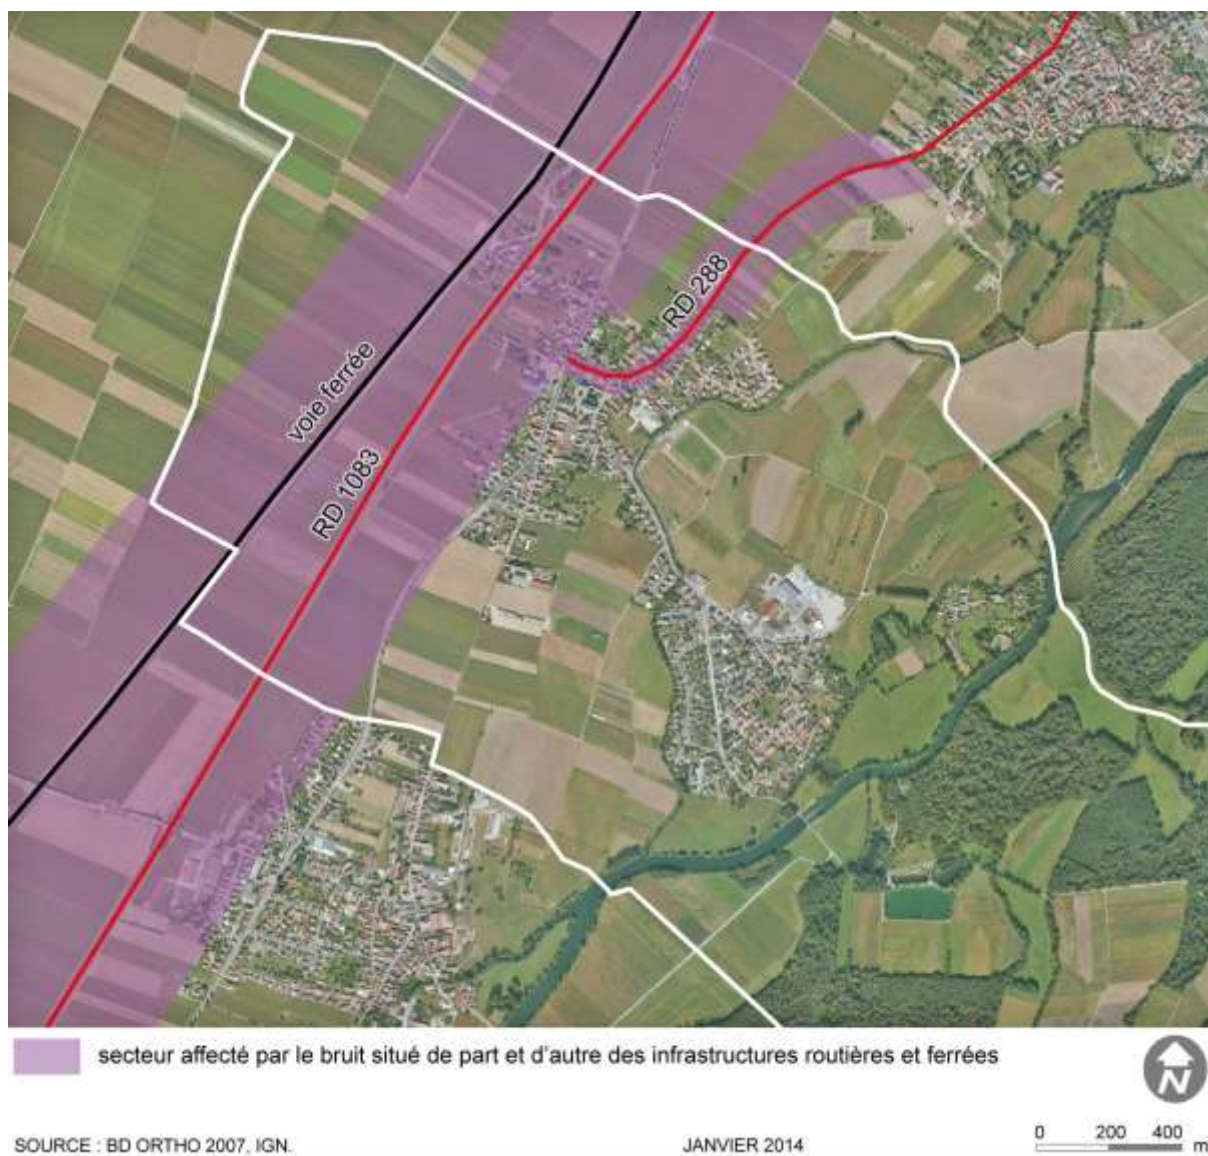 RD 288
voie ferrée
RD 1083
secteur affecté par le bruit situé de part et d'autre des infrastructures routières et ferrées
N
SOURCE : BD ORTHO 2007, IGN.
JANVIER 2014
0 200 400 m